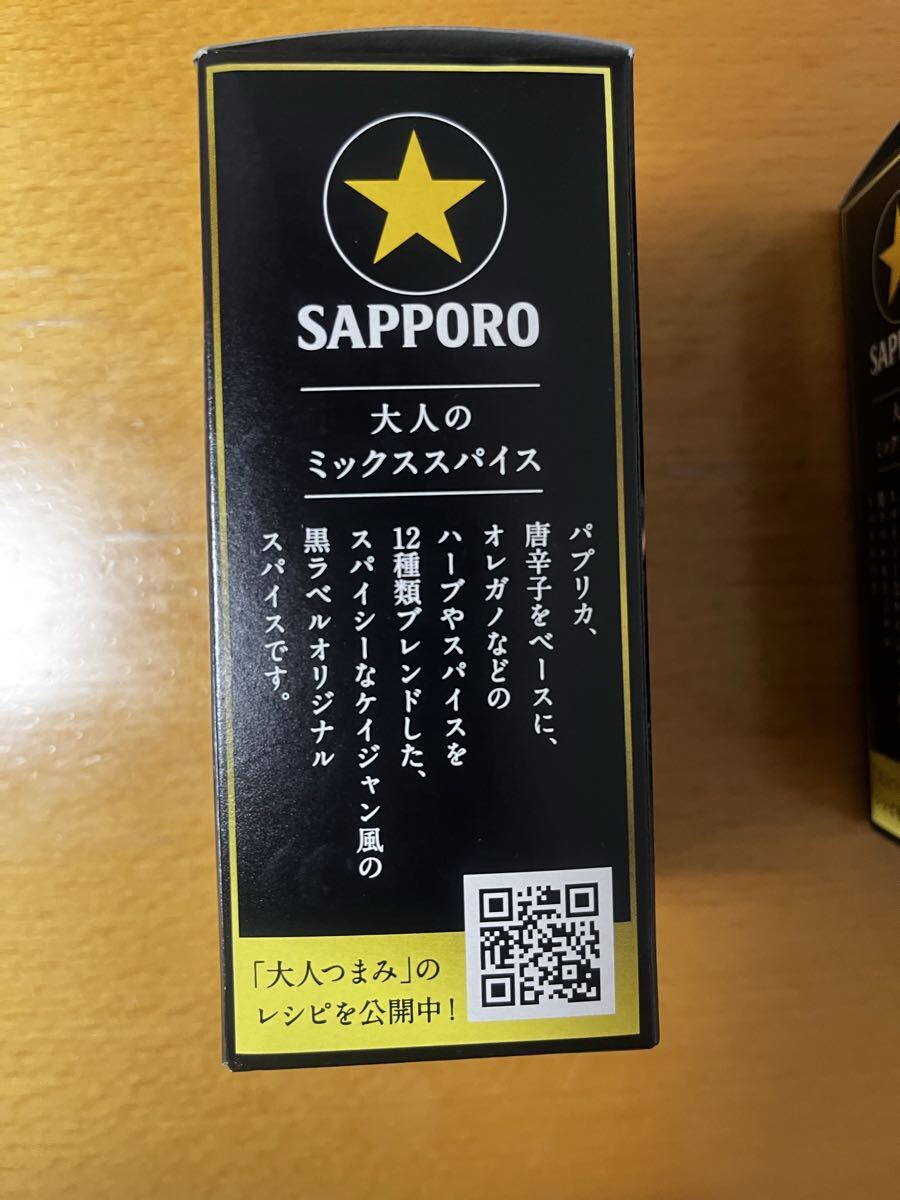 SAPPORO
大人の
ミックススパイス
パプリカ、
唐辛子をベースに、
オレガノなどの
ハーブやスパイスを
12種類ブレンドした、
スパイシーなケイジャン風の
黒ラベルオリジナル
スパイスです。
「大人つまみ」の
レシピを公開中!
SAPP